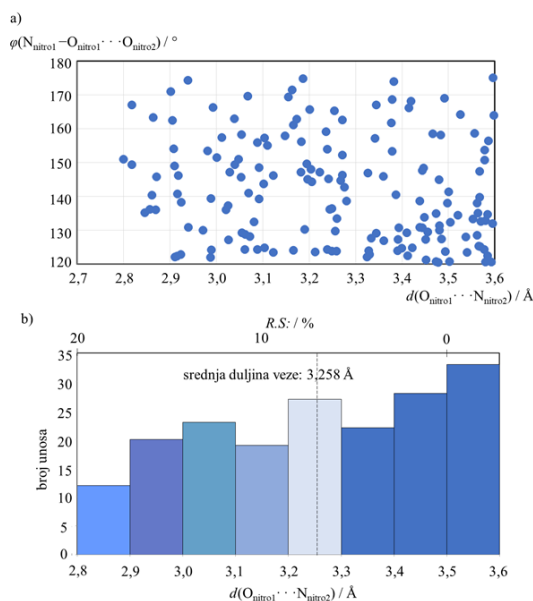 a)
φ(Nnitro1−Onitro1· · ·Onitro2) / °
180
170
160
150
140
130
120
2,7 2,8 2,9 3,0 3,1 3,2 3,3 3,4 3,5 3,6
d(Onitro1· · ·Nnitro2) / Å
b)
R.S: / %
20 10 0
srednja duljina veze: 3,258 Å
broj unosa
35
30
25
20
15
10
5
0
2,8 2,9 3,0 3,1 3,2 3,3 3,4 3,5 3,6
d(Onitro1· · ·Nnitro2) / Å